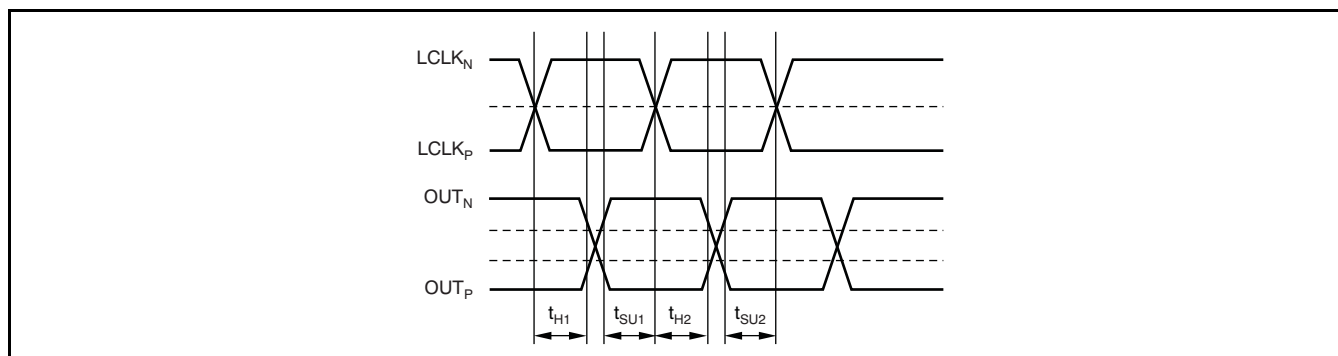 LCLK_N
LCLK_P
OUT_N
OUT_P
t_H1 t_SU1 t_H2 t_SU2